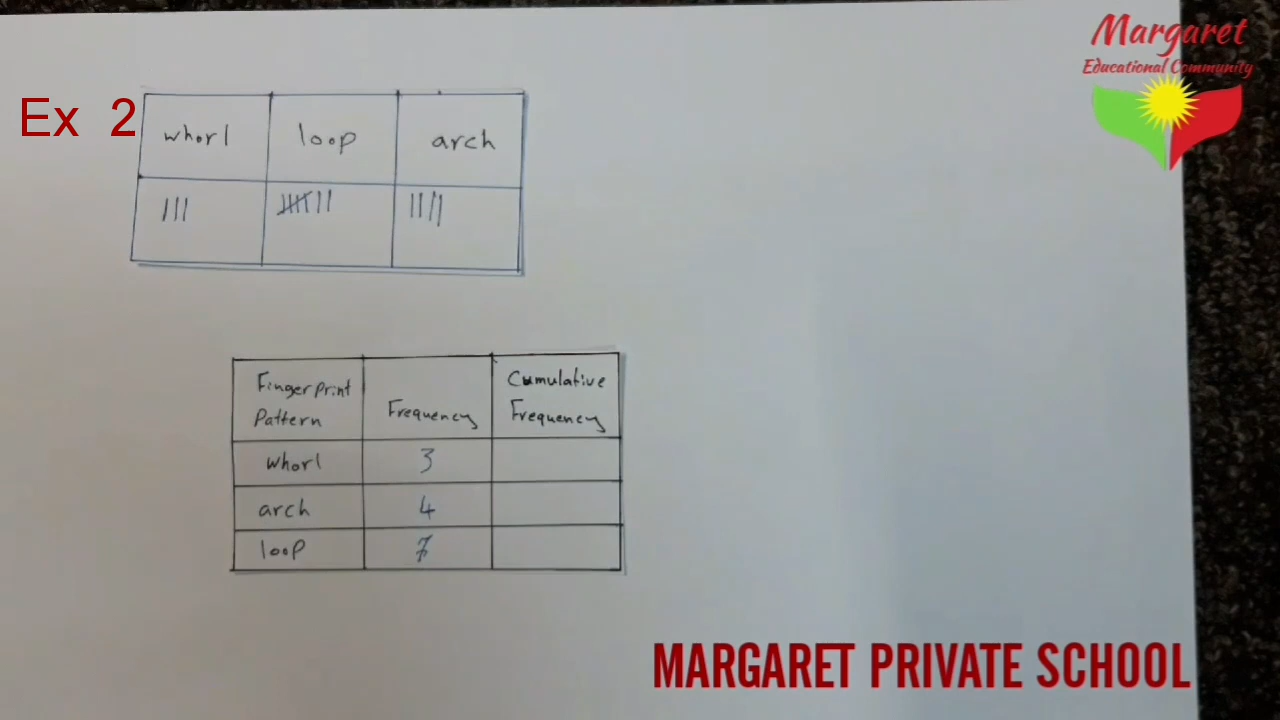 Margaret
Educational Community
Ex 2
whorl loop arch
Fingerprint Pattern Frequency Cumulative Frequency
whorl 3
arch 4
loop 7
MARGARET PRIVATE SCHOOL